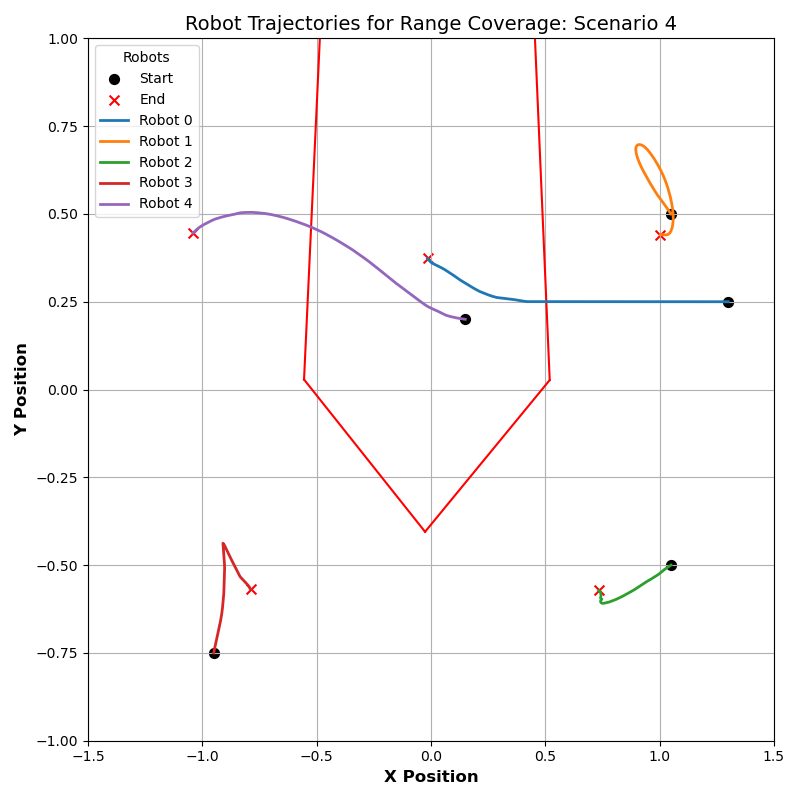 Robot Trajectories for Range Coverage: Scenario 4
Robots
Start
End
Robot 0
Robot 1
Robot 2
Robot 3
Robot 4
Y Position
1.00
0.75
0.50
0.25
0.00
−0.25
−0.50
−0.75
−1.00
−1.5
−1.0
−0.5
0.0
0.5
1.0
1.5
X Position